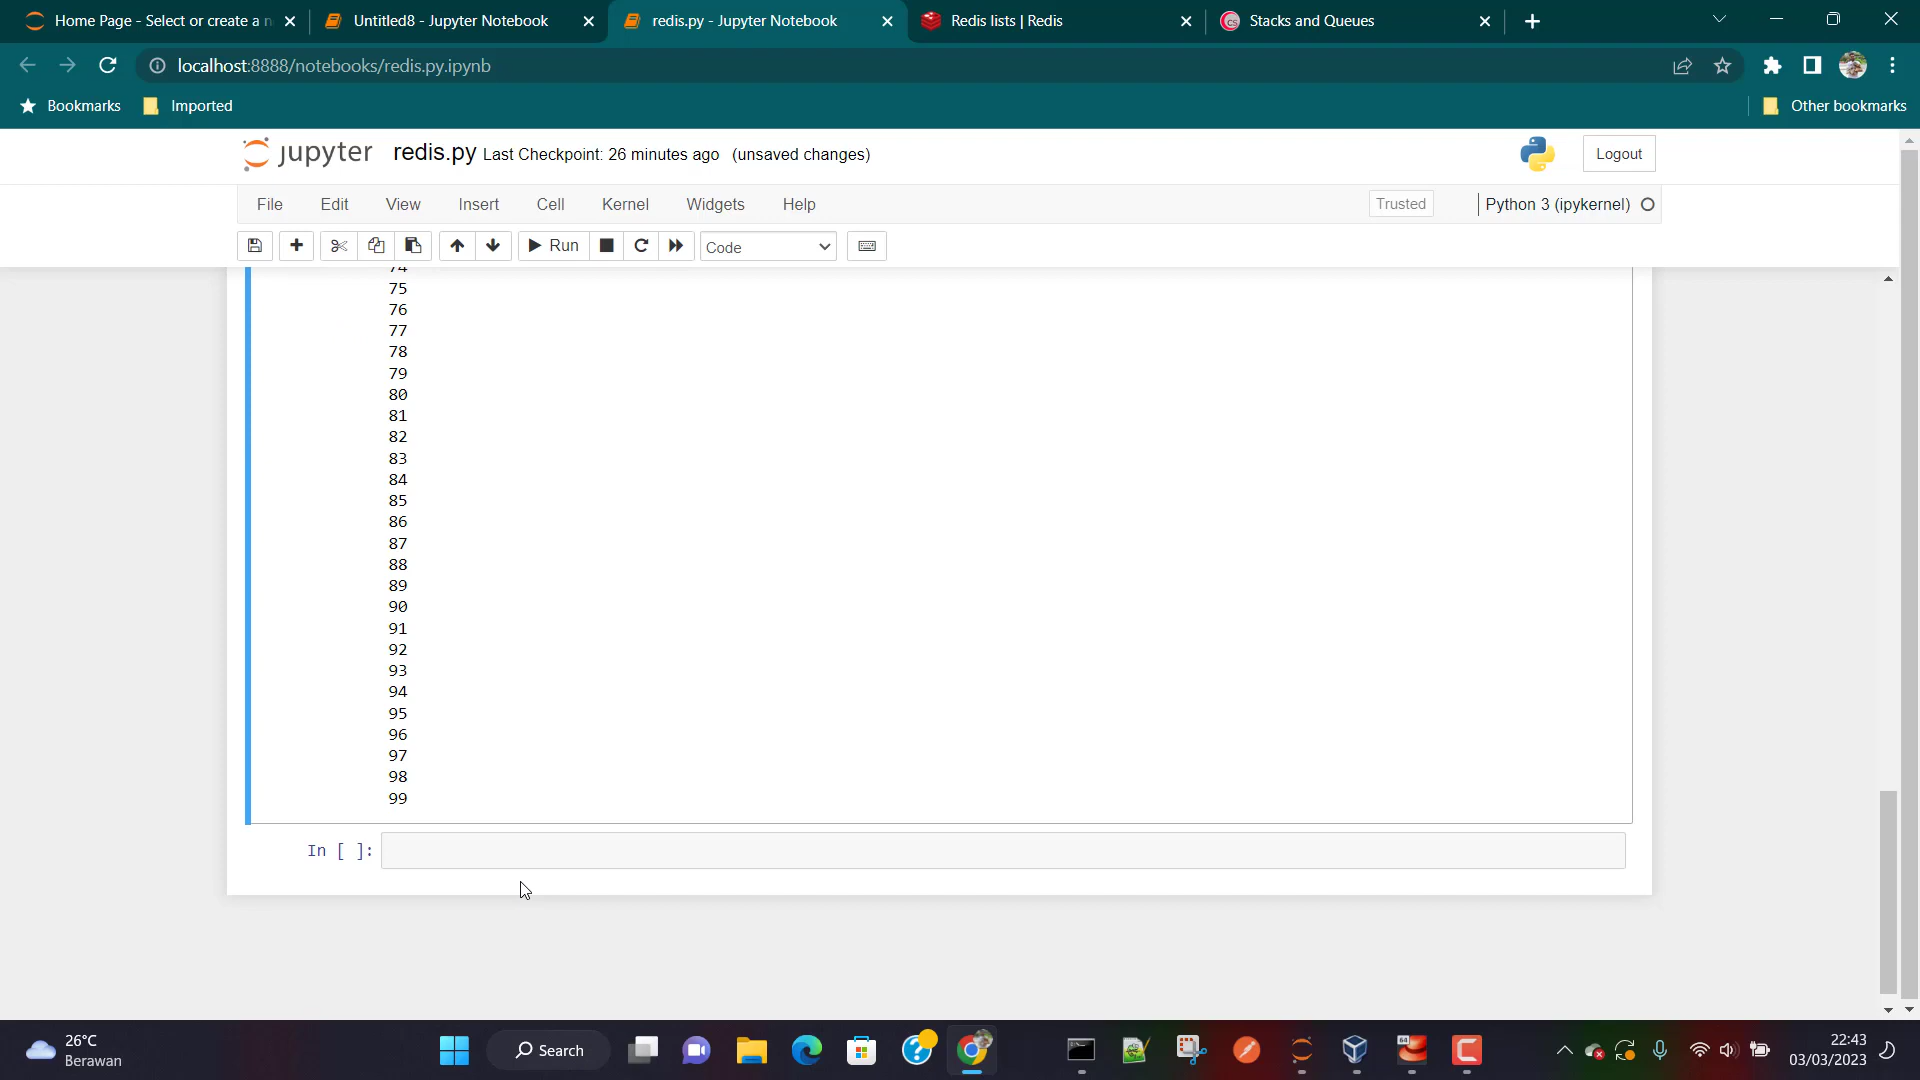 Home Page - Select or create a n
Untitled8 - Jupyter Notebook
redis.py - Jupyter Notebook
Redis lists | Redis
Stacks and Queues
localhost:8888/notebooks/redis.py.ipynb
Bookmarks
Imported
Other bookmarks
jupyter redis.py Last Checkpoint: 26 minutes ago (unsaved changes)
Logout
File Edit View Insert Cell Kernel Widgets Help
Trusted
Python 3 (ipykernel)
Run
Code
74
75
76
77
78
79
80
81
82
83
84
85
86
87
88
89
90
91
92
93
94
95
96
97
98
99
In [ ]:
26°C
Berawan
Search
64
22:43
03/03/2023